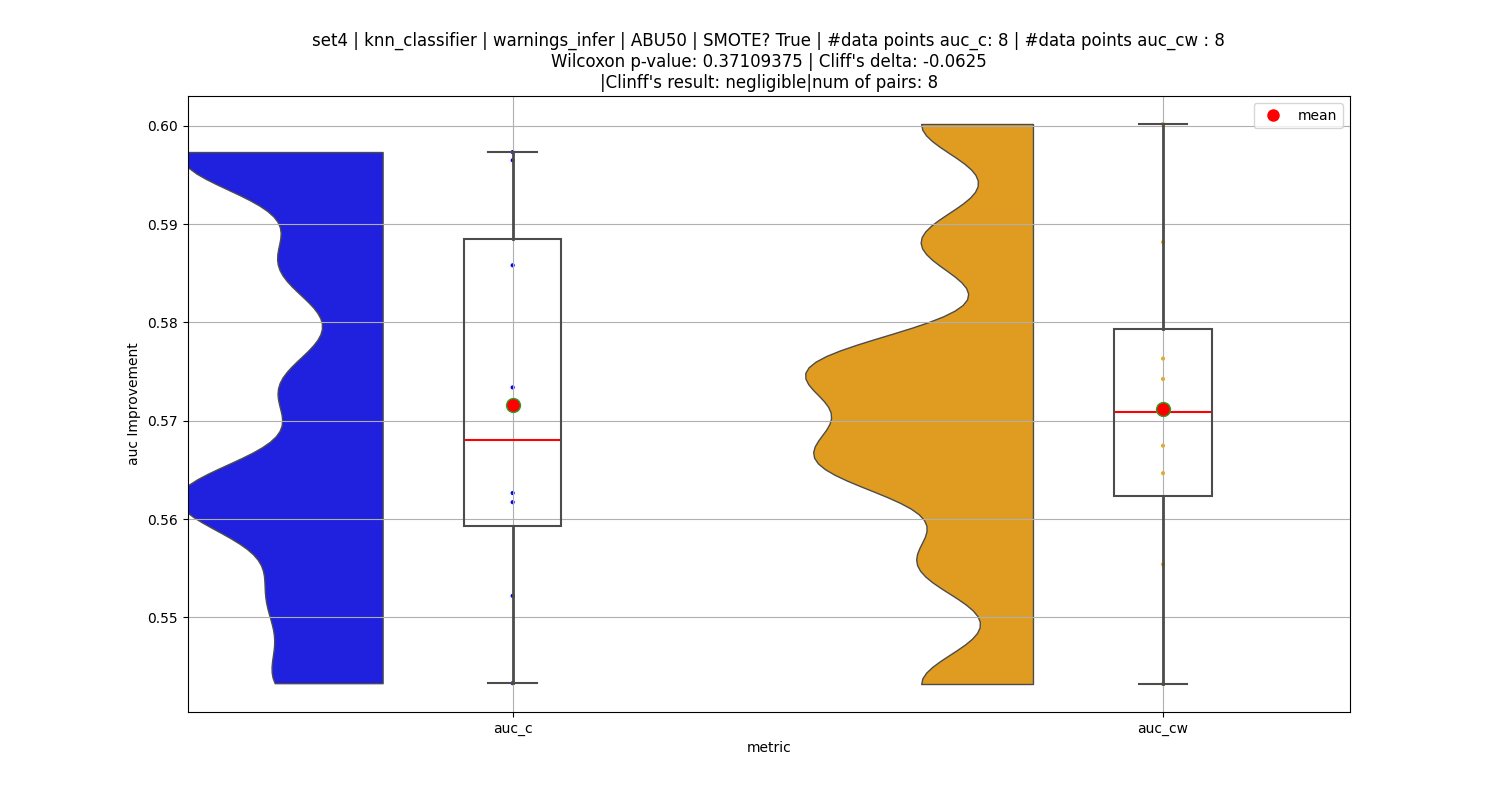 set4 | knn_classifier | warnings_infer | ABU50 | SMOTE? True | #data points auc_c: 8 | #data points auc_cw : 8
Wilcoxon p-value: 0.37109375 | Cliff's delta: -0.0625
|Clinff's result: negligible|num of pairs: 8
mean
0.60
0.59
0.58
0.57
0.56
0.55
auc Improvement
auc_c
auc_cw
metric